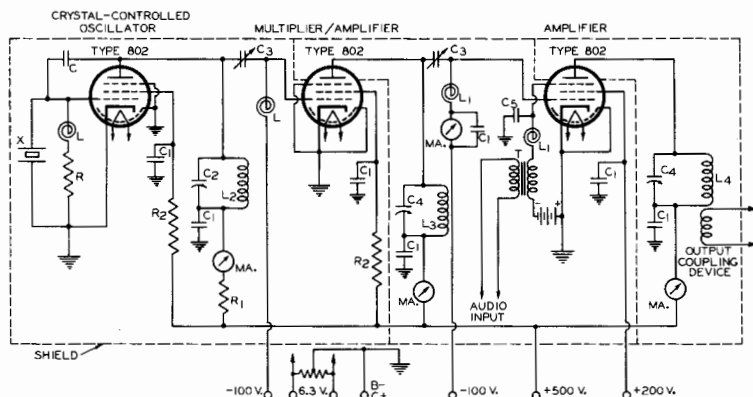 CRYSTAL-CONTROLLED
OSCILLATOR
MULTIPLIER/AMPLIFIER
AMPLIFIER
TYPE 802
TYPE 802
TYPE 802
C
C3
C3
X
L
R
C1
R2
C2
L2
C1
MA.
R1
L
C1
R2
C4
L3
C1
MA.
L1
MA.
C1
C5
L1
T
- +
AUDIO
INPUT
C1
C4
L4
C1
MA.
OUTPUT
COUPLING
DEVICE
SHIELD
-100 V.
6.3 V.
B-
C+
-100 V.
+500 V.
+200 V.